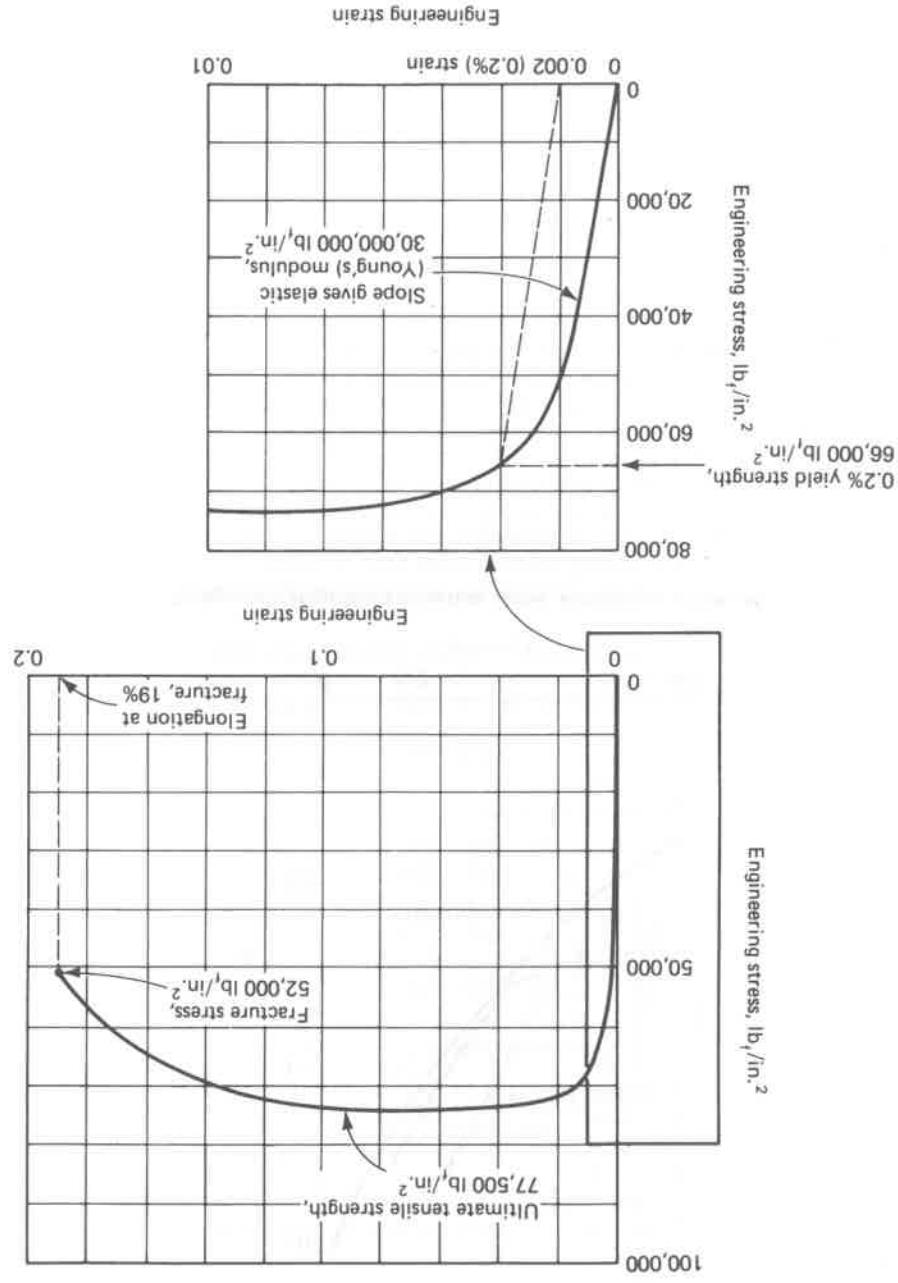 100,000
Ultimate tensile strength,
77,500 lbf/in.²
Engineering stress, lbf/in.²
Fracture stress,
52,000 lbf/in.²
50,000
Elongation at
fracture, 19%
0
0 0.1 0.2
Engineering strain
80,000
0.2% yield strength,
66,000 lbf/in.²
60,000
Engineering stress, lbf/in.²
40,000
Slope gives elastic
(Young's) modulus,
30,000,000 lbf/in.²
20,000
0
0 0.002 (0.2%) strain 0.01
Engineering strain